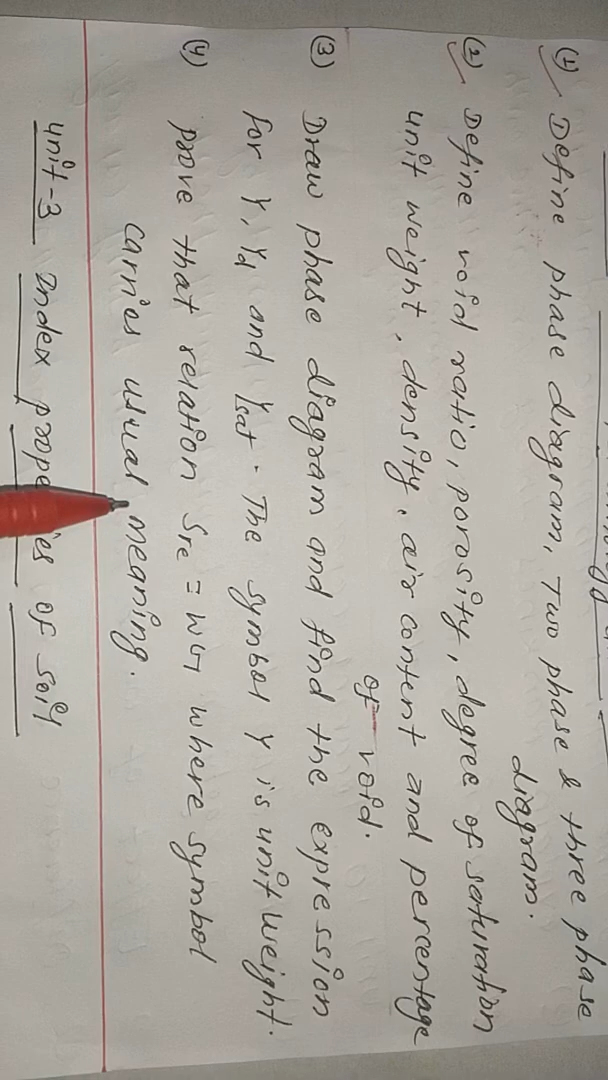 (1) Define phase diagram, Two phase & three phase
diagram.
(2) Define void ratio, porosity, degree of saturation
unit weight, density, air content and percentage
of void.
(3) Draw phase diagram and find the expression
for γ, γd and γsat. The symbol γ is unit weight.
(4) prove that relation Sre = wG where symbol
carries usual meaning.
unit-3 Index of soil